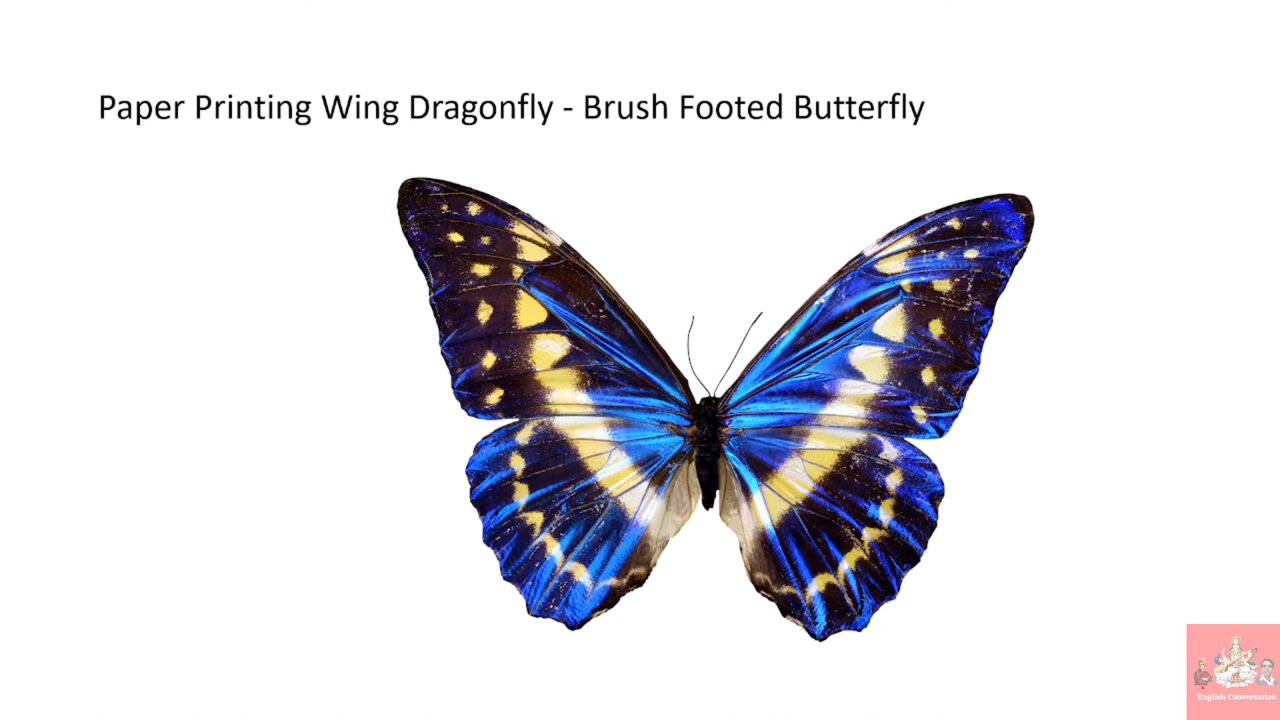 Paper Printing Wing Dragonfly - Brush Footed Butterfly
English Conversation